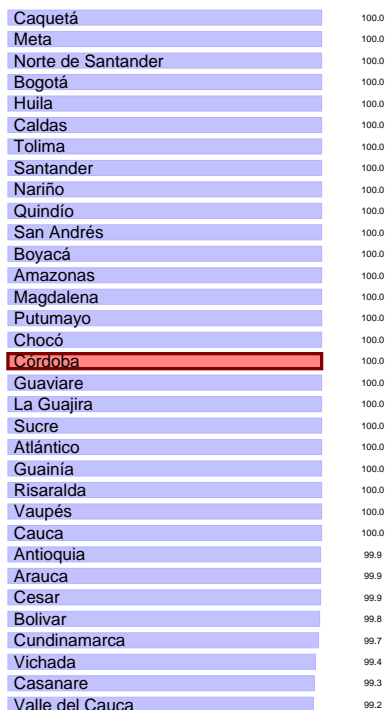 Caquetá 100.0
Meta 100.0
Norte de Santander 100.0
Bogotá 100.0
Huila 100.0
Caldas 100.0
Tolima 100.0
Santander 100.0
Nariño 100.0
Quindío 100.0
San Andrés 100.0
Boyacá 100.0
Amazonas 100.0
Magdalena 100.0
Putumayo 100.0
Chocó 100.0
Córdoba 100.0
Guaviare 100.0
La Guajira 100.0
Sucre 100.0
Atlántico 100.0
Guainía 100.0
Risaralda 100.0
Vaupés 100.0
Cauca 100.0
Antioquia 99.9
Arauca 99.9
Cesar 99.9
Bolivar 99.8
Cundinamarca 99.7
Vichada 99.4
Casanare 99.3
Valle del Cauca 99.2